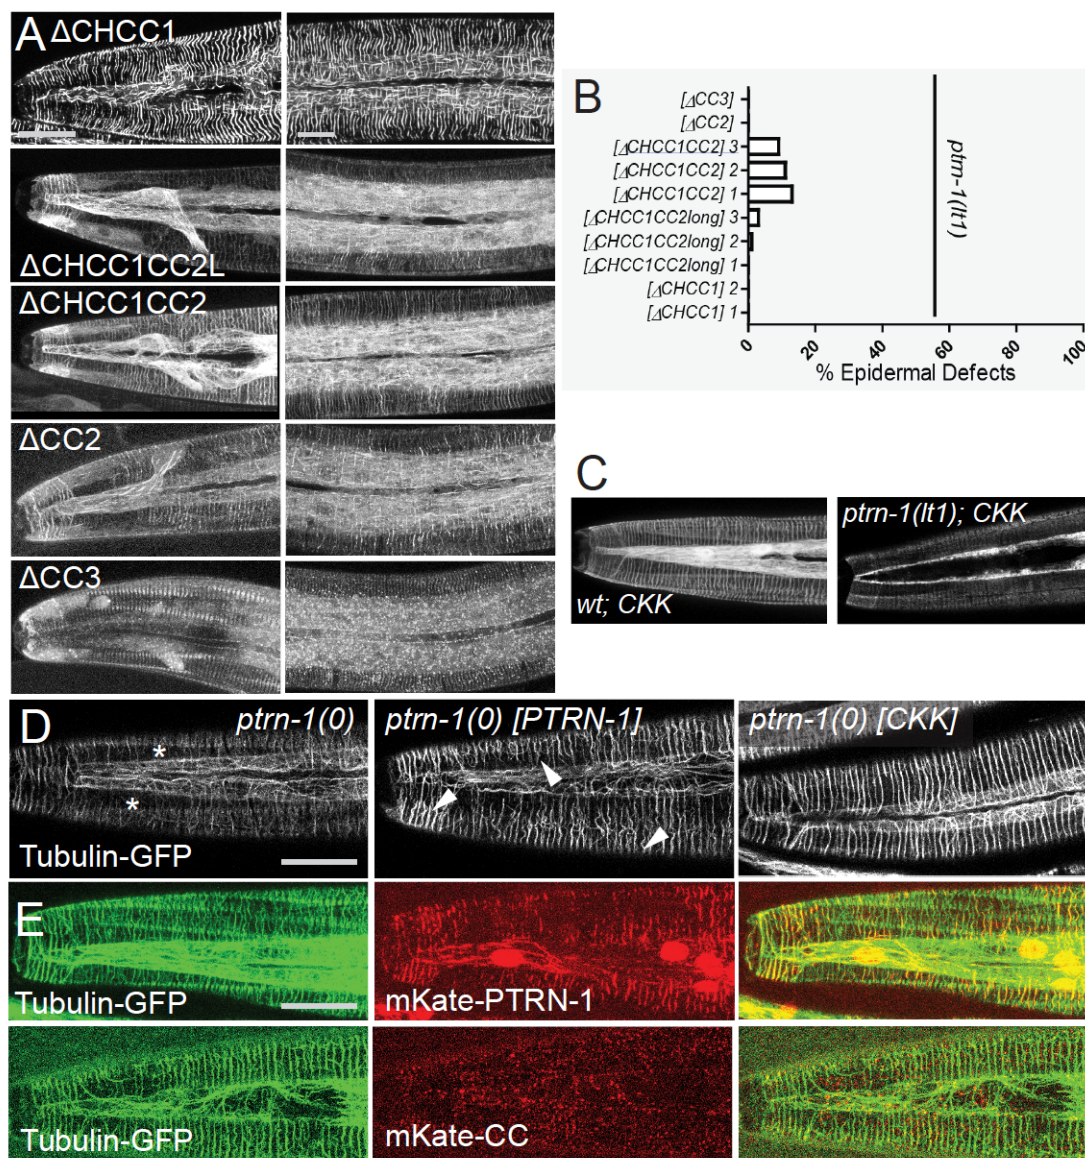 A
ΔCHCC1
ΔCHCC1CC2L
ΔCHCC1CC2
ΔCC2
ΔCC3
B
[ΔCC3]
[ΔCC2]
[ΔCHCC1CC2] 3
[ΔCHCC1CC2] 2
[ΔCHCC1CC2] 1
[ΔCHCC1CC2long] 3
[ΔCHCC1CC2long] 2
[ΔCHCC1CC2long] 1
[ΔCHCC1] 2
[ΔCHCC1] 1
0 20 40 60 80 100
% Epidermal Defects
ptrn-1(lt1)
C
wt; CKK
ptrn-1(lt1); CKK
D
ptrn-1(0)
*
*
Tubulin-GFP
ptrn-1(0) [PTRN-1]
ptrn-1(0) [CKK]
E
Tubulin-GFP
mKate-PTRN-1
Tubulin-GFP
mKate-CC